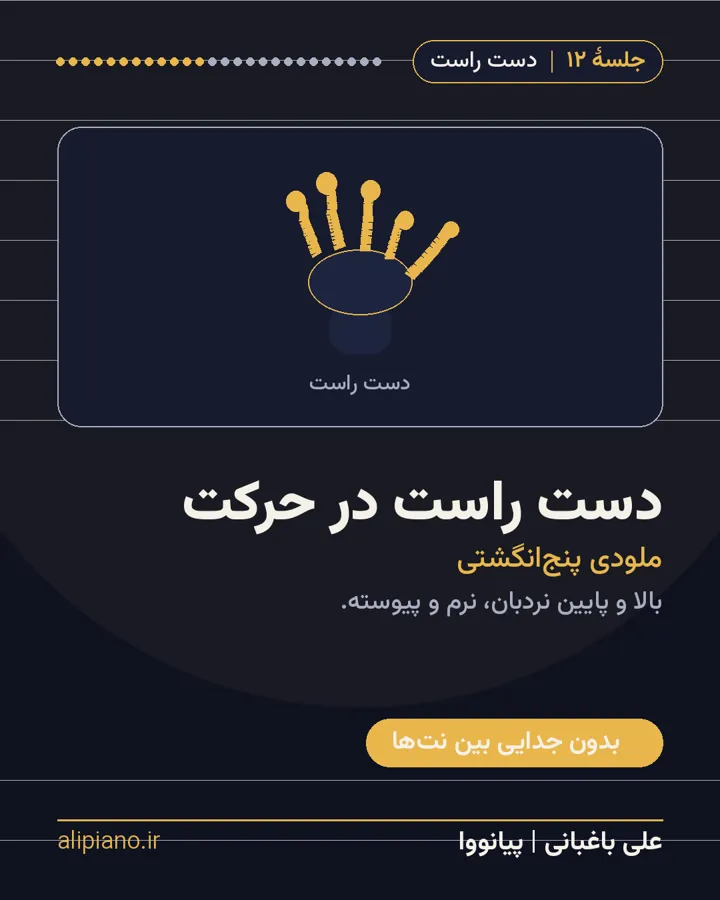 جلسهٔ ۱۲ | دست راست
دست راست
دست راست در حرکت
ملودی پنج‌انگشتی
بالا و پایین نردبان، نرم و پیوسته.
بدون جدایی بین نت‌ها
علی باغبانی | پیانووا
alipiano.ir